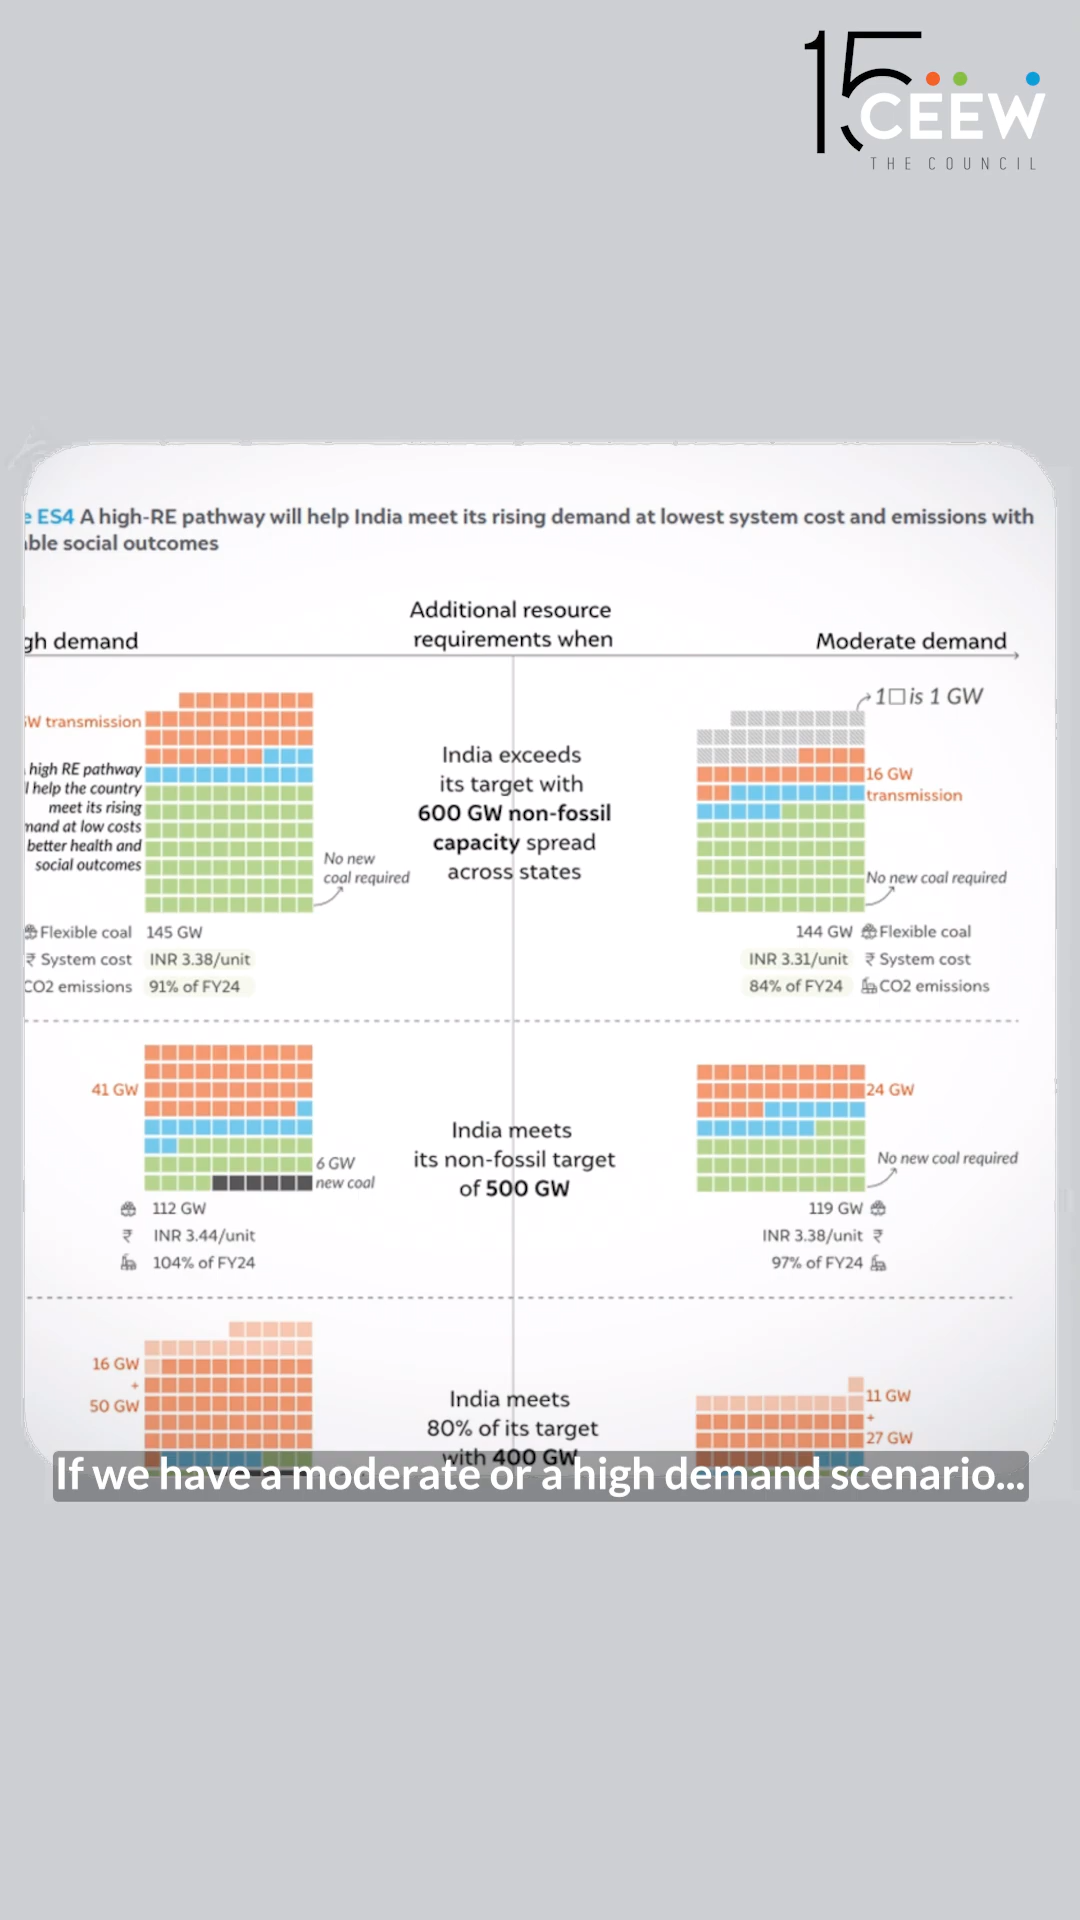 15
CEEW
THE COUNCIL
ES4 A high-RE pathway will help India meet its rising demand at lowest system cost and emissions with
social outcomes
demand
Additional resource
requirements when
Moderate demand
1□ is 1 GW
transmission
high RE pathway
help the country
meet its rising
at low costs
better health and
social outcomes
No new
coal required
India exceeds
its target with
600 GW non-fossil
capacity spread
across states
16 GW
transmission
No new coal required
Flexible coal 145 GW
₹ System cost INR 3.38/unit
CO2 emissions 91% of FY24
144 GW Flexible coal
INR 3.31/unit ₹ System cost
84% of FY24 CO2 emissions
41 GW
6 GW
new coal
India meets
its non-fossil target
of 500 GW
24 GW
No new coal required
112 GW
₹ INR 3.44/unit
104% of FY24
119 GW
INR 3.38/unit ₹
97% of FY24
16 GW
+
50 GW
India meets
80% of its target
with 400 GW
11 GW
+
27 GW
If we have a moderate or a high demand scenario...